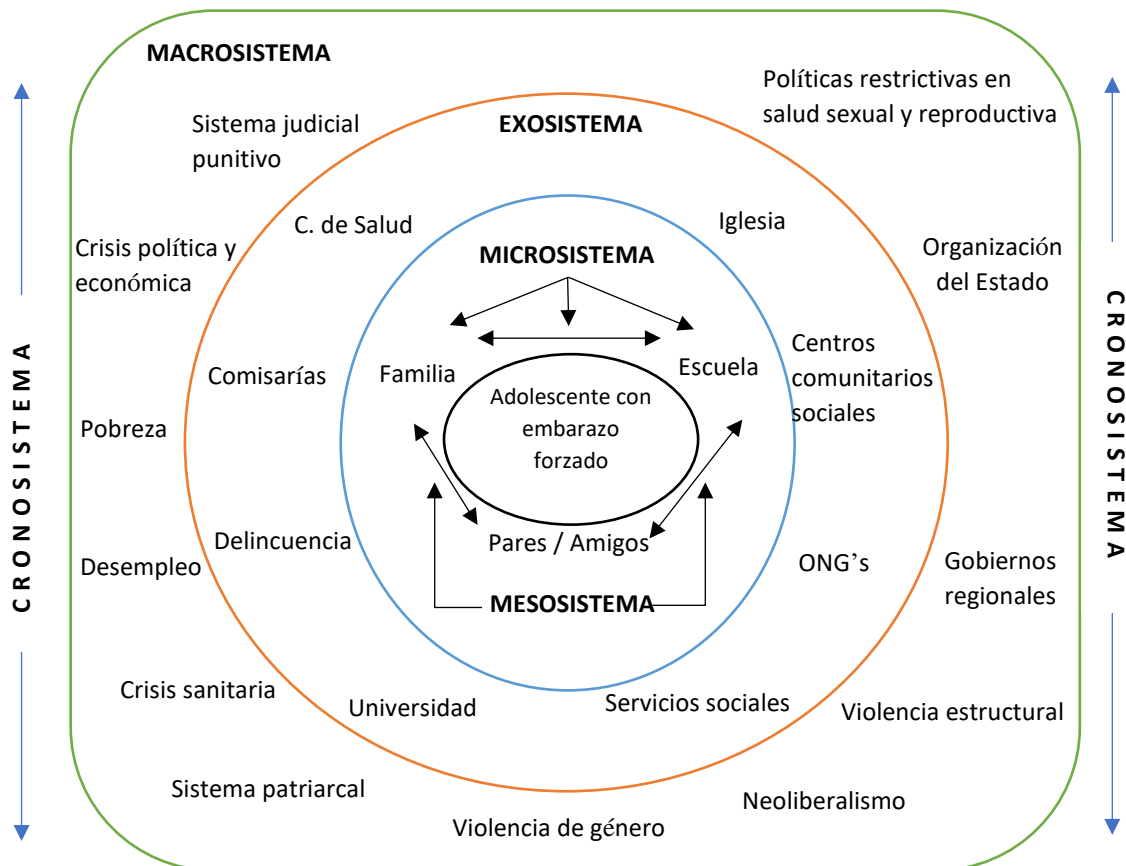 MACROSISTEMA
Políticas restrictivas en
salud sexual y reproductiva
Sistema judicial
punitivo
EXOSISTEMA
C. de Salud
Iglesia
Crisis política y
económica
MICROSISTEMA
Organización
del Estado
CRONOSISTEMA
CRONOSISTEMA
Comisarías
Familia
Escuela
Centros
comunitarios
sociales
Adolescente con
embarazo
forzado
Pobreza
Delincuencia
Pares / Amigos
Desempleo
ONG's
Gobiernos
regionales
MESOSISTEMA
Crisis sanitaria
Universidad
Servicios sociales
Violencia estructural
Sistema patriarcal
Neoliberalismo
Violencia de género